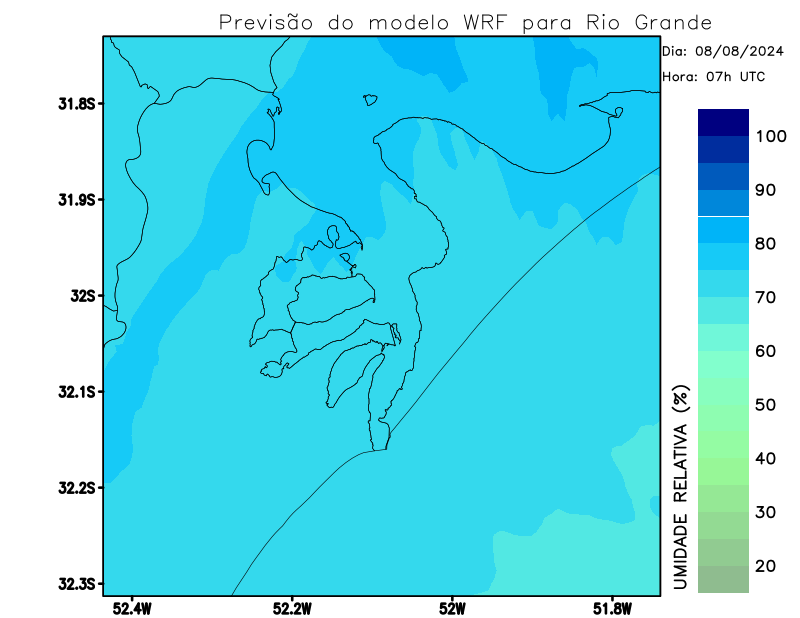 Previsão do modelo WRF para Rio Grande
Dia: 08/08/2024
Hora: 07h UTC
31.8S
31.9S
32S
32.1S
32.2S
32.3S
52.4W
52.2W
52W
51.8W
100
90
80
70
60
50
40
30
20
UMIDADE RELATIVA (%)